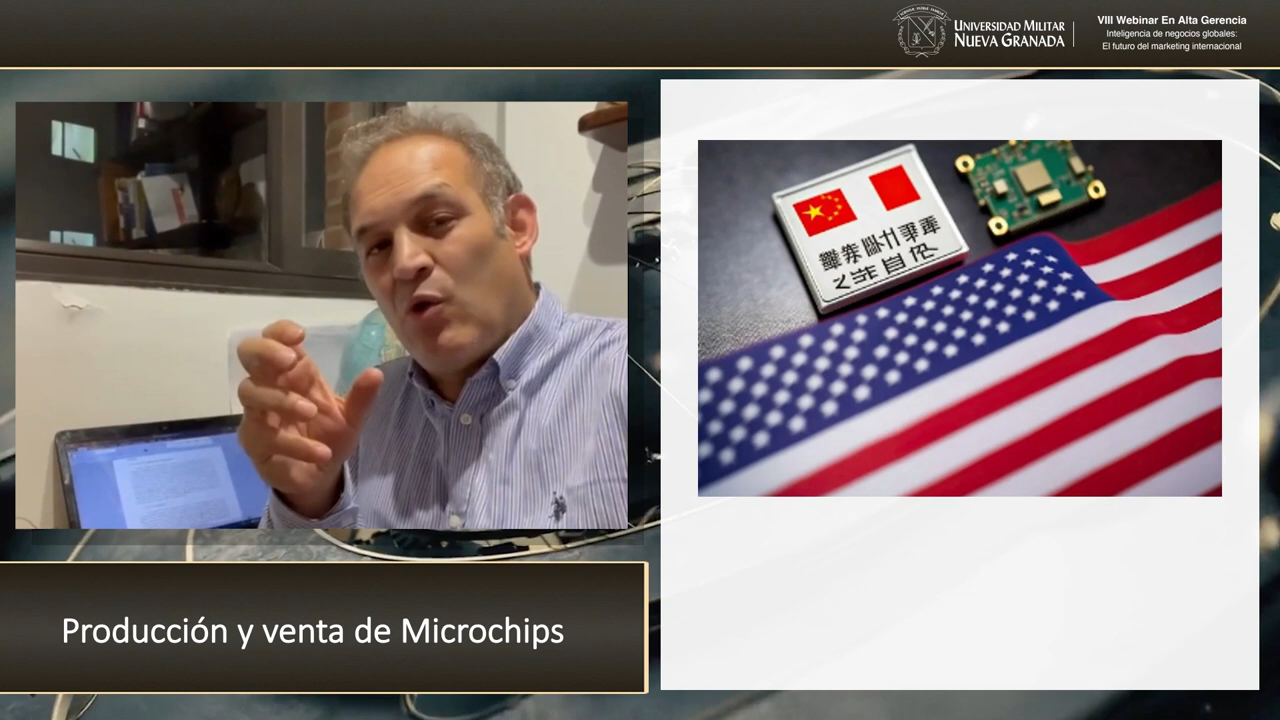 UNIVERSIDAD MILITAR
NUEVA GRANADA
VIII Webinar En Alta Gerencia
Inteligencia de negocios globales:
El futuro del marketing internacional
Producción y venta de Microchips